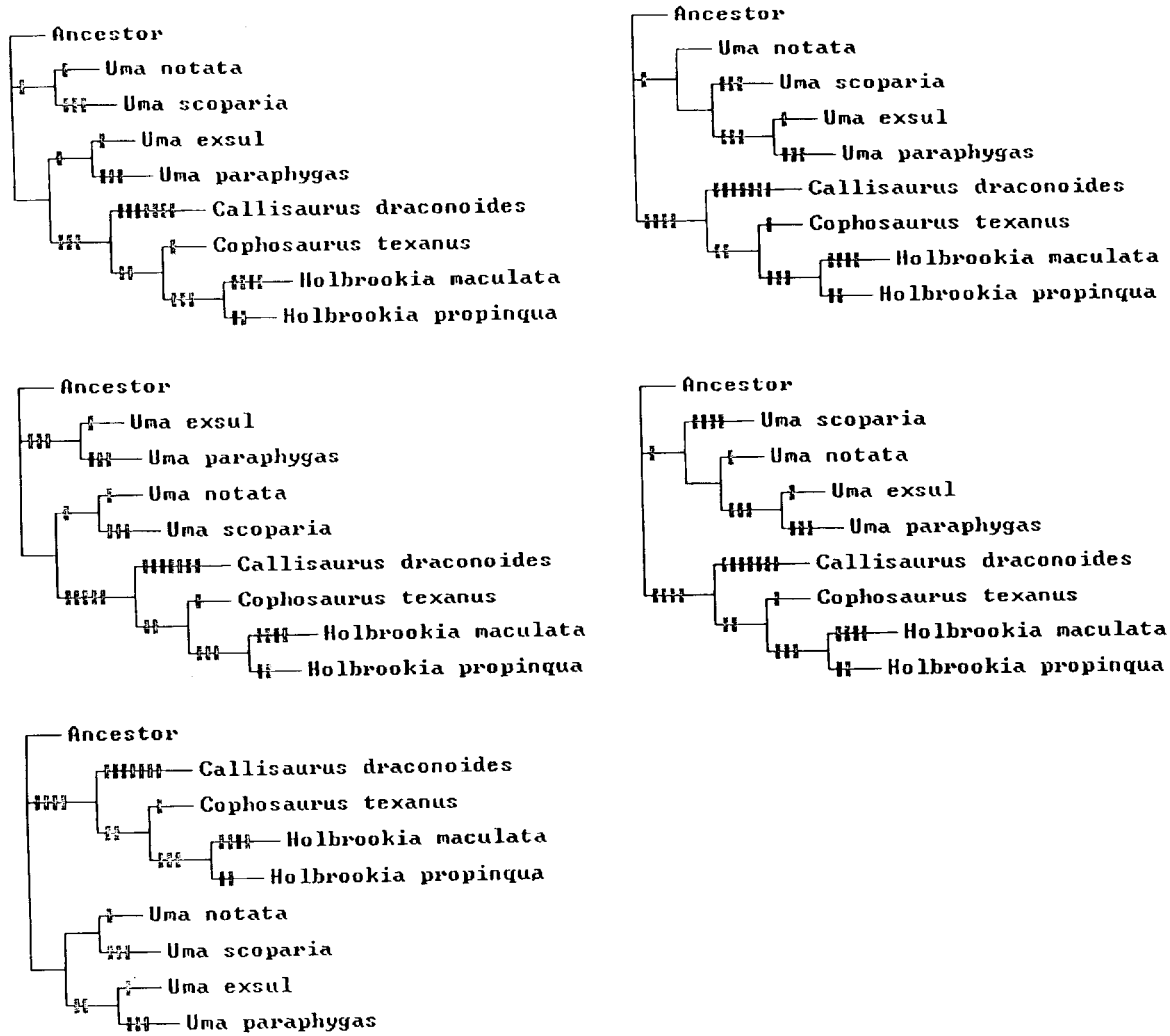 Ancestor
Uma notata
Uma scoparia
Uma exsul
Uma paraphygas
Callisaurus draconoides
Cophosaurus texanus
Holbrookia maculata
Holbrookia propinqua
Ancestor
Uma notata
Uma scoparia
Uma exsul
Uma paraphygas
Callisaurus draconoides
Cophosaurus texanus
Holbrookia maculata
Holbrookia propinqua
Ancestor
Uma exsul
Uma paraphygas
Uma notata
Uma scoparia
Callisaurus draconoides
Cophosaurus texanus
Holbrookia maculata
Holbrookia propinqua
Ancestor
Uma scoparia
Uma notata
Uma exsul
Uma paraphygas
Callisaurus draconoides
Cophosaurus texanus
Holbrookia maculata
Holbrookia propinqua
Ancestor
Callisaurus draconoides
Cophosaurus texanus
Holbrookia maculata
Holbrookia propinqua
Uma notata
Uma scoparia
Uma exsul
Uma paraphygas